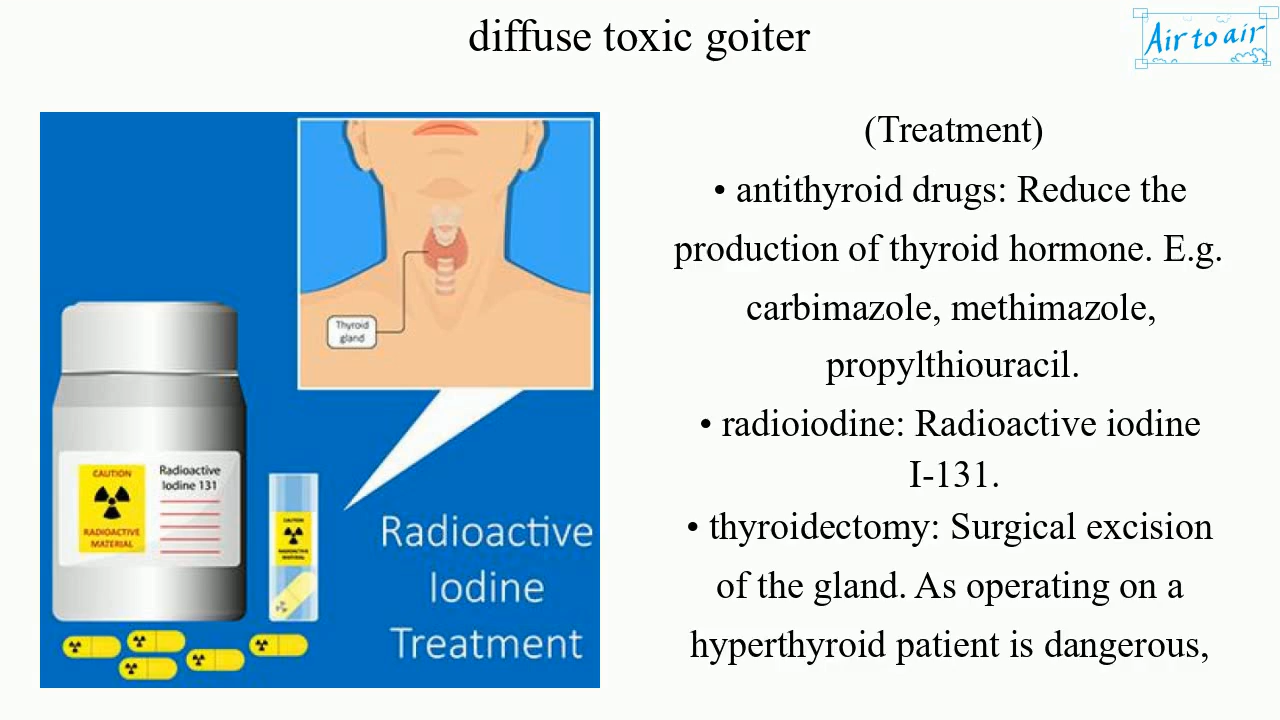 diffuse toxic goiter
Air to air
Thyroid
gland
CAUTION
RADIOACTIVE
MATERIAL
Radioactive
Iodine 131
CAUTION
RADIOACTIVE
MATERIAL
Radioactive
Iodine
Treatment
(Treatment)
• antithyroid drugs: Reduce the
production of thyroid hormone. E.g.
carbimazole, methimazole,
propylthiouracil.
• radioiodine: Radioactive iodine
I-131.
• thyroidectomy: Surgical excision
of the gland. As operating on a
hyperthyroid patient is dangerous,